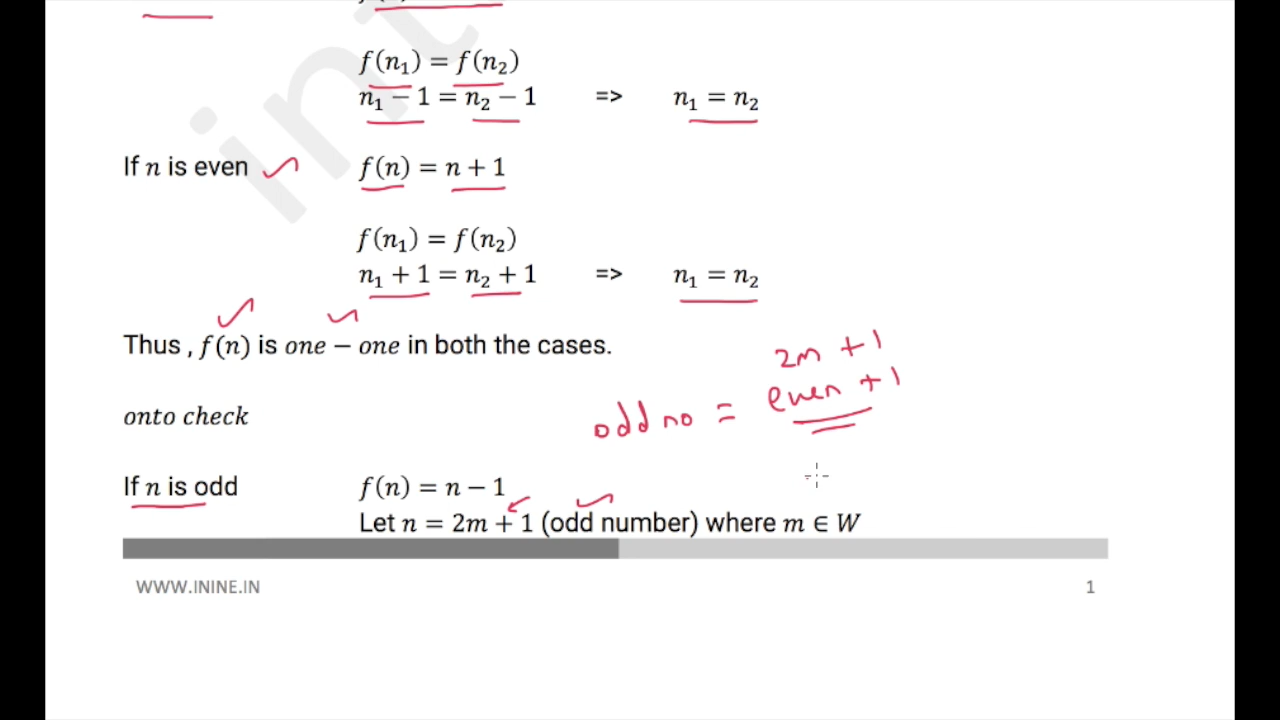 f(n₁) = f(n₂)
n₁ − 1 = n₂ − 1 => n₁ = n₂
If n is even f(n) = n + 1
f(n₁) = f(n₂)
n₁ + 1 = n₂ + 1 => n₁ = n₂
Thus , f(n) is one − one in both the cases.
2m + 1
odd no = even + 1
onto check
If n is odd f(n) = n − 1
Let n = 2m + 1 (odd number) where m ∈ W
WWW.ININE.IN 1